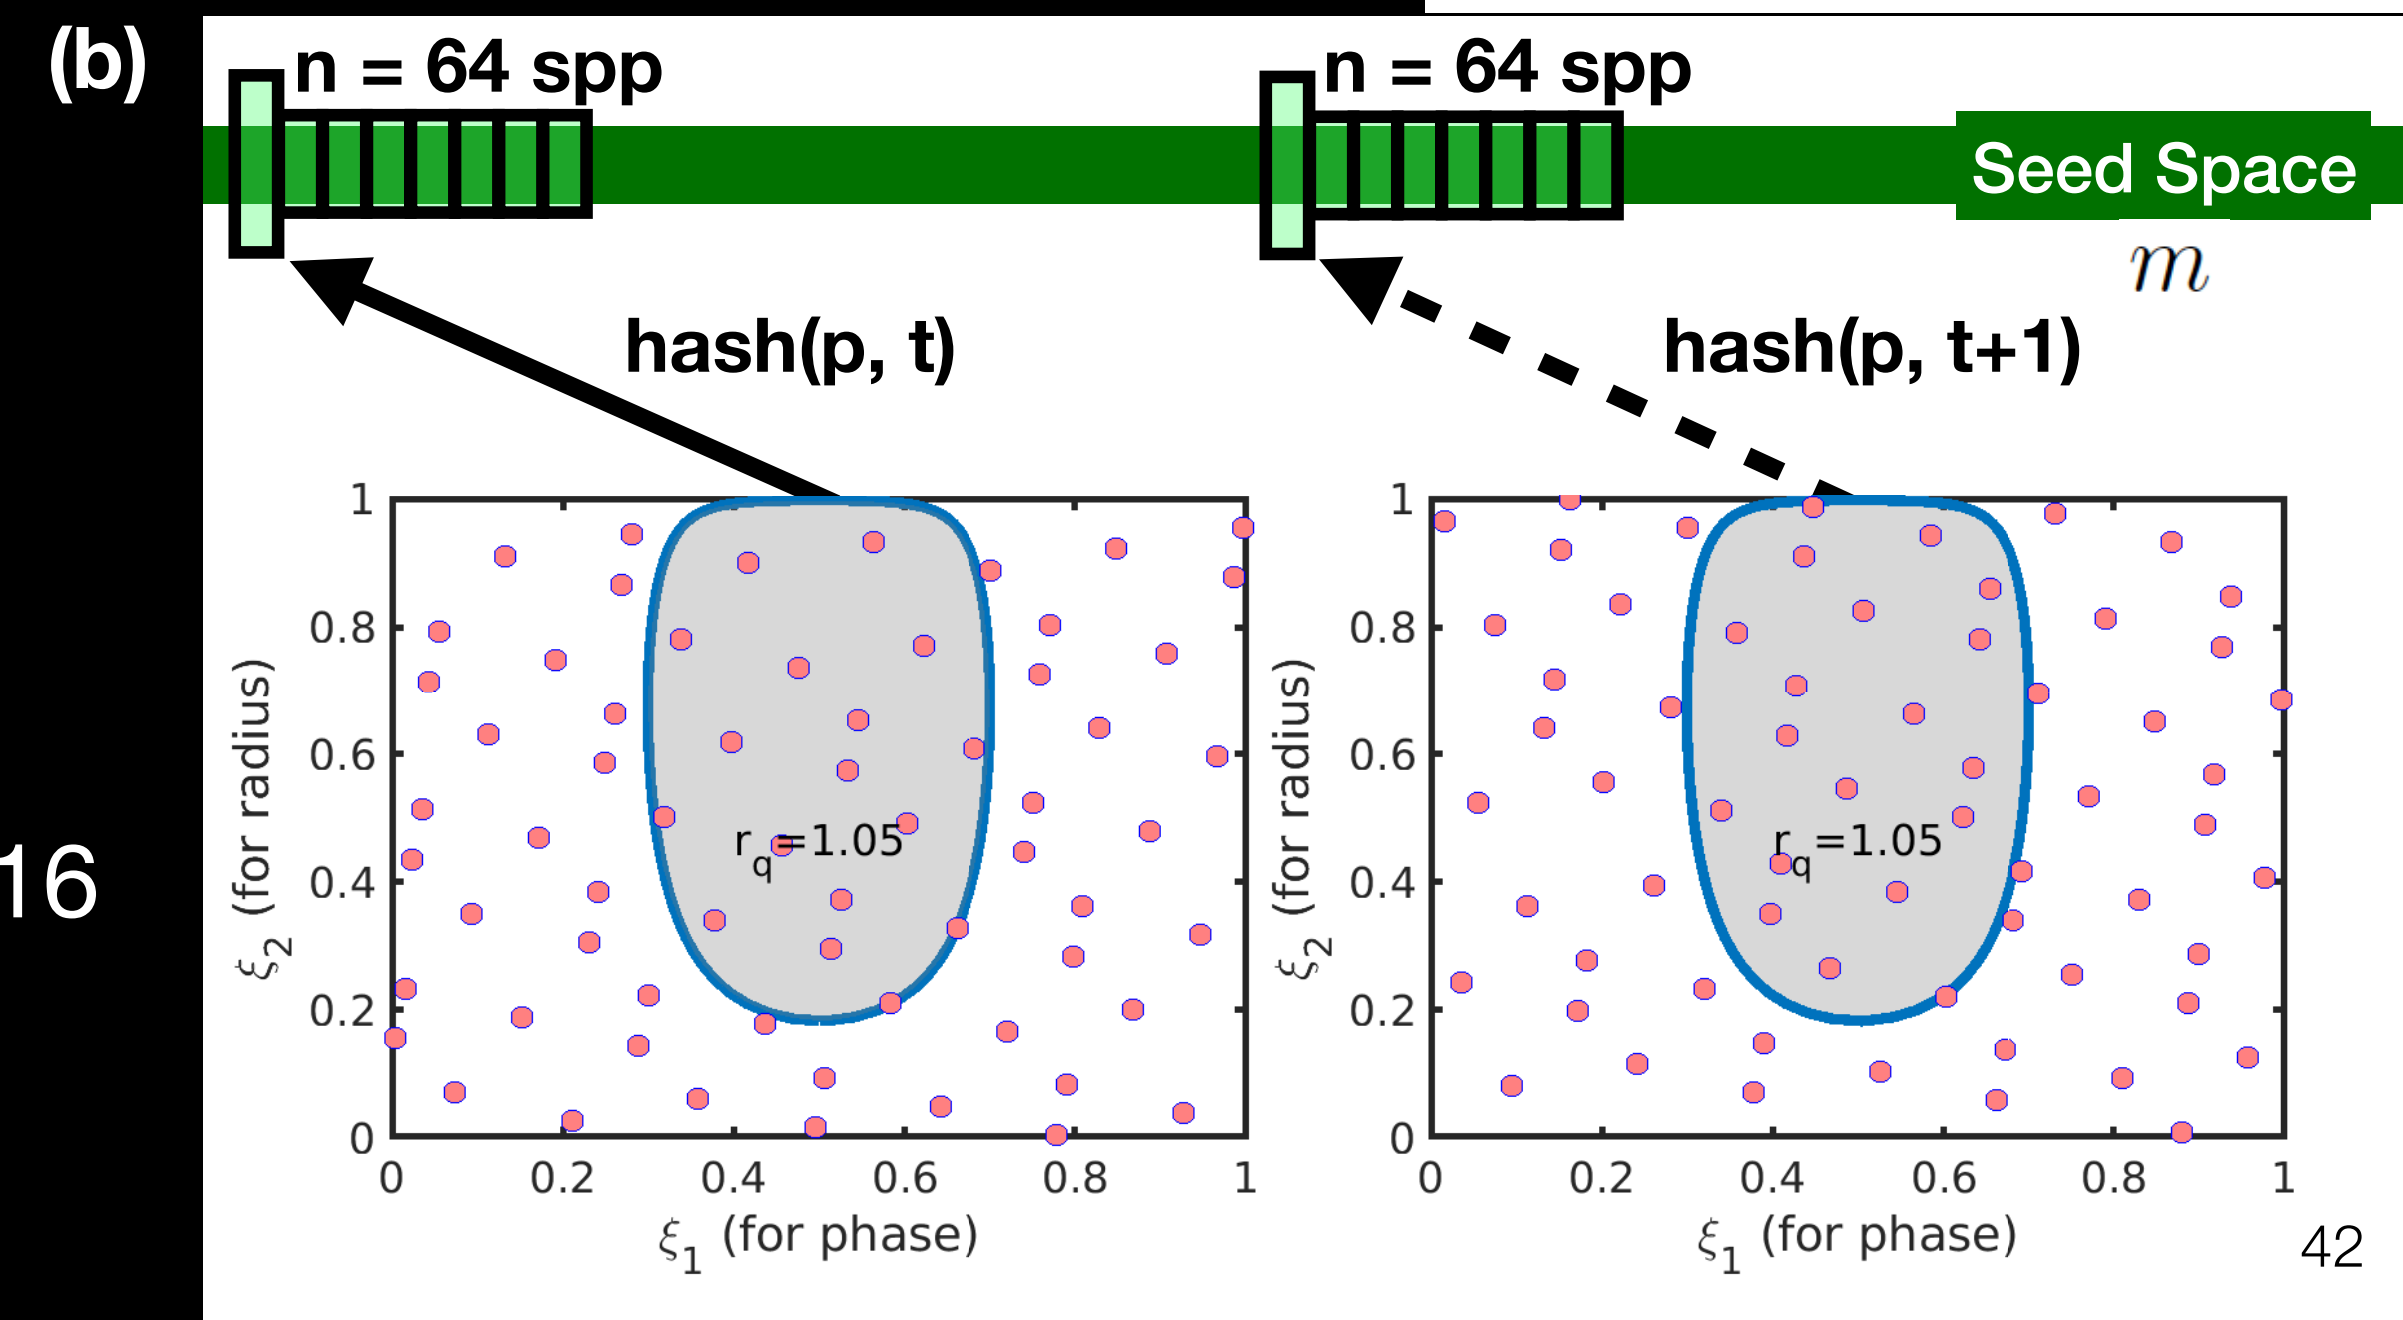 (b)
n = 64 spp
n = 64 spp
Seed Space
m
hash(p, t)
hash(p, t+1)
16
1
0.8
0.6
0.4
0.2
0
ξ2 (for radius)
rq=1.05
0
0.2
0.4
0.6
0.8
1
ξ1 (for phase)
1
0.8
0.6
0.4
0.2
0
ξ2 (for radius)
rq=1.05
0
0.2
0.4
0.6
0.8
1
ξ1 (for phase)
42